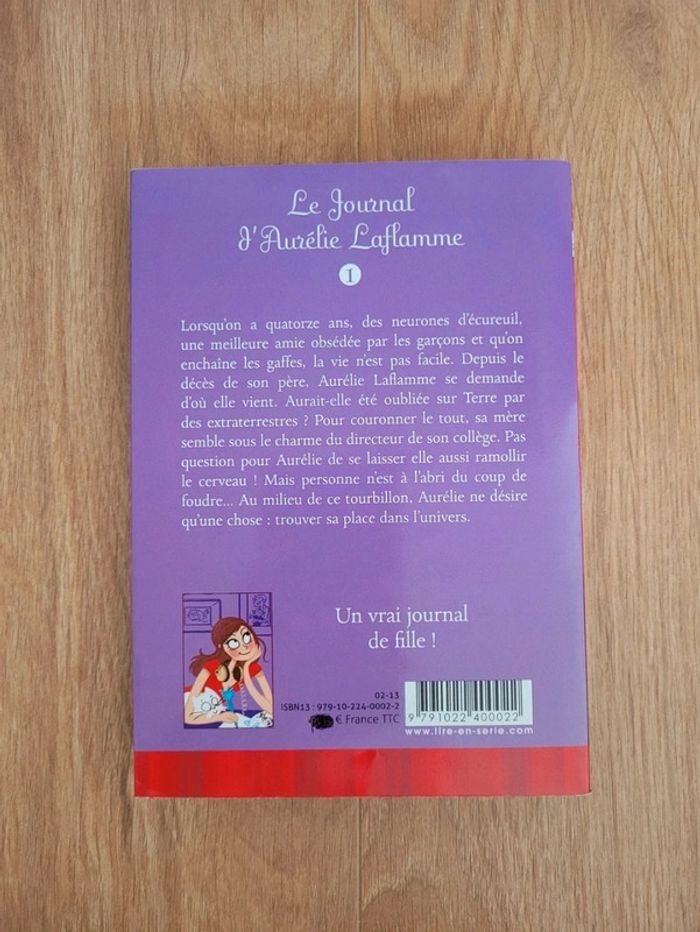 Le Journal
d'Aurélie Laflamme
1
Lorsqu'on a quatorze ans, des neurones d'écureuil,
une meilleure amie obsédée par les garçons et qu'on
enchaîne les gaffes, la vie n'est pas facile. Depuis le
décès de son père, Aurélie Laflamme se demande
d'où elle vient. Aurait-elle été oubliée sur Terre par
des extraterrestres ? Pour couronner le tout, sa mère
semble sous le charme du directeur de son collège. Pas
question pour Aurélie de se laisser elle aussi ramollir
le cerveau ! Mais personne n'est à l'abri du coup de
foudre... Au milieu de ce tourbillon, Aurélie ne désire
qu'une chose : trouver sa place dans l'univers.
Un vrai journal
de fille !
02-13
ISBN13 : 979-10-224-0002-2
€ France TTC
9 791022 400022
www.lire-en-serie.com